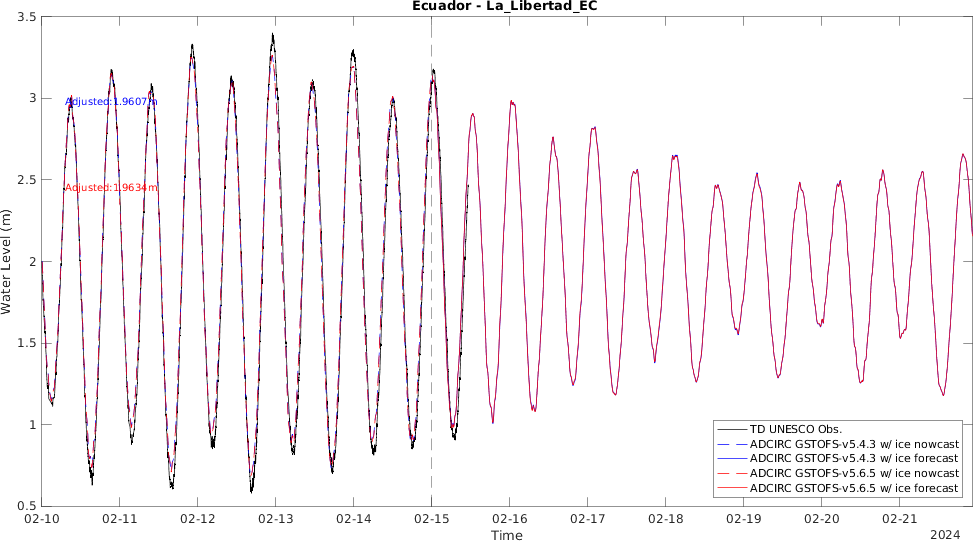 Ecuador - La_Libertad_EC
Water Level (m)
3.5
3
2.5
2
1.5
1
0.5
Adjusted:1.9607m
Adjusted:1.9634m
TD UNESCO Obs.
ADCIRC GSTOFS-v5.4.3 w/ ice nowcast
ADCIRC GSTOFS-v5.4.3 w/ ice forecast
ADCIRC GSTOFS-v5.6.5 w/ ice nowcast
ADCIRC GSTOFS-v5.6.5 w/ ice forecast
02-10 02-11 02-12 02-13 02-14 02-15 02-16 02-17 02-18 02-19 02-20 02-21
Time
2024